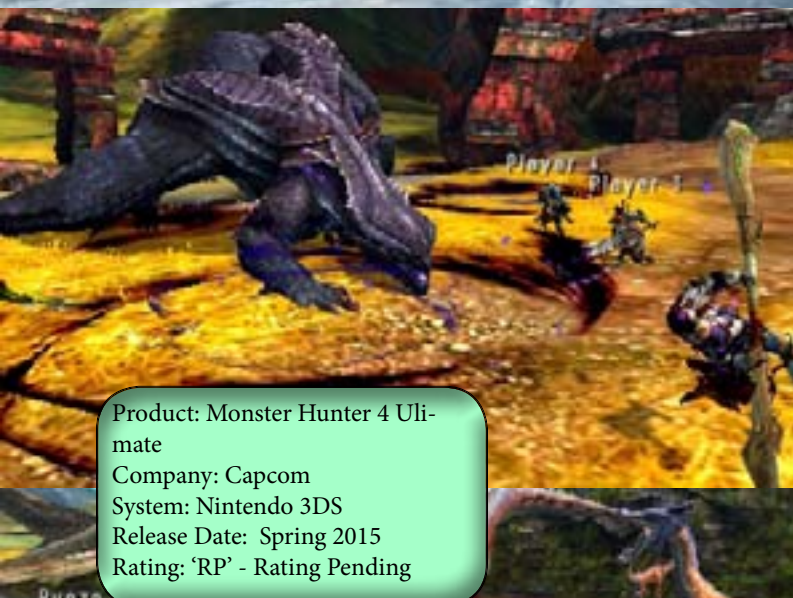 Player 4
Player 3
Product: Monster Hunter 4 Uli-
mate
Company: Capcom
System: Nintendo 3DS
Release Date: Spring 2015
Rating: ‘RP’ - Rating Pending